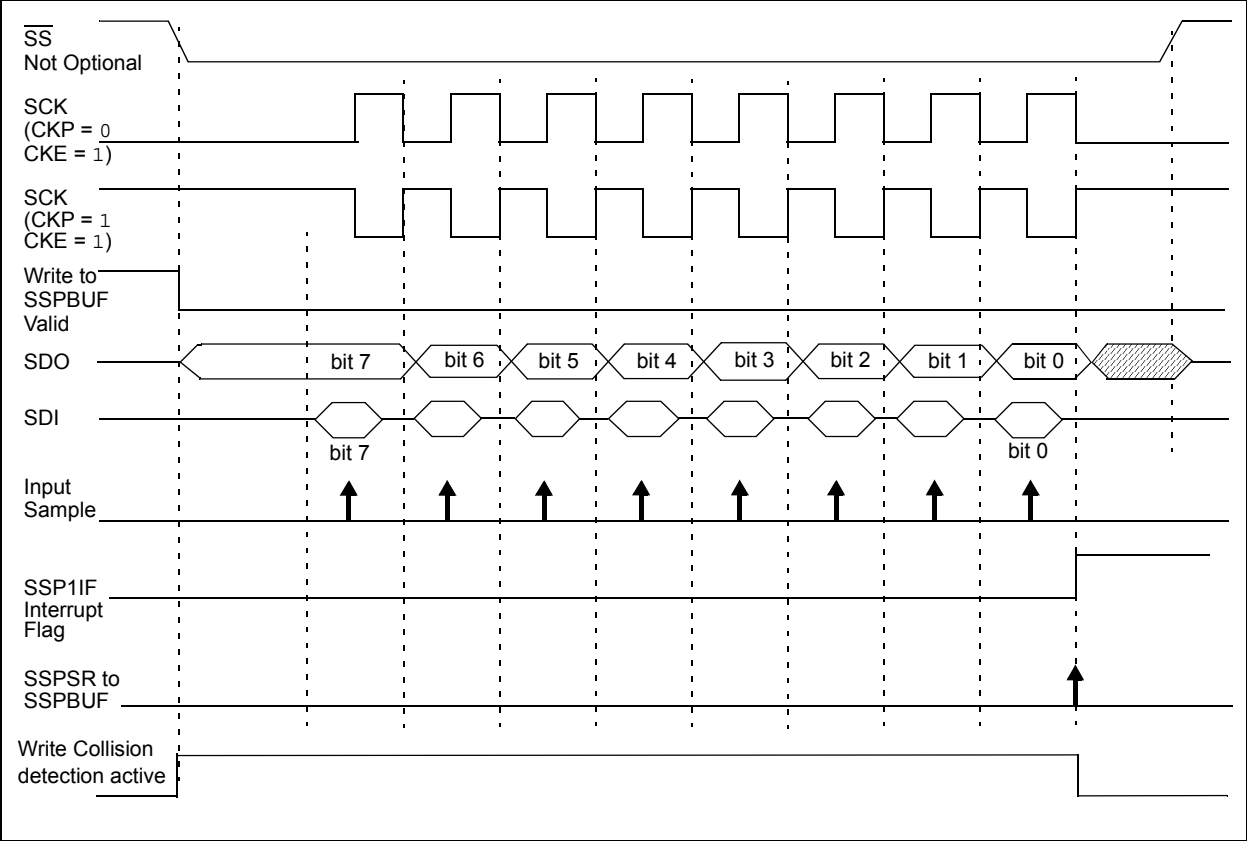 SS
Not Optional
SCK
(CKP = 0
CKE = 1)
SCK
(CKP = 1
CKE = 1)
Write to
SSPBUF
Valid
SDO
bit 7 bit 6 bit 5 bit 4 bit 3 bit 2 bit 1 bit 0
SDI
bit 7 bit 0
Input
Sample
SSP1IF
Interrupt
Flag
SSPSR to
SSPBUF
Write Collision
detection active